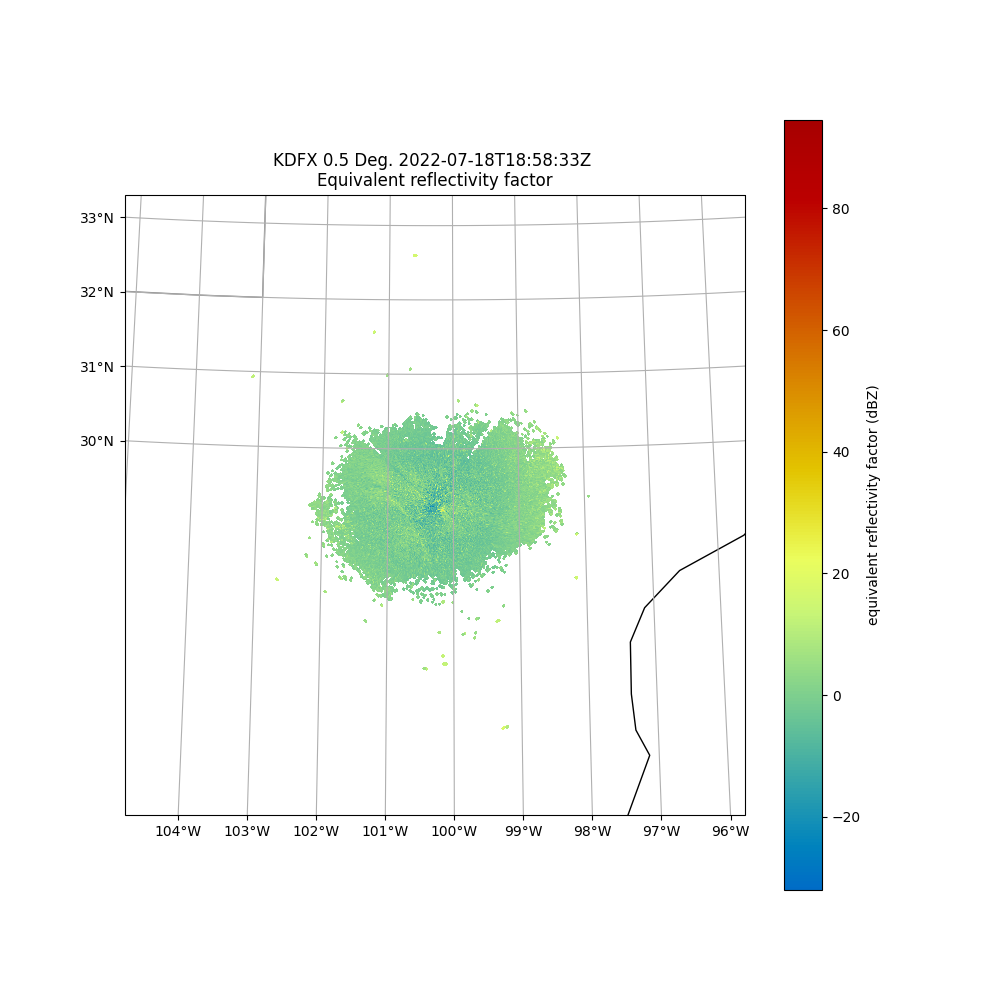 KDFX 0.5 Deg. 2022-07-18T18:58:33Z
Equivalent reflectivity factor
33°N
32°N
31°N
30°N
104°W 103°W 102°W 101°W 100°W 99°W 98°W 97°W 96°W
80
60
40
20
0
−20
equivalent reflectivity factor (dBZ)